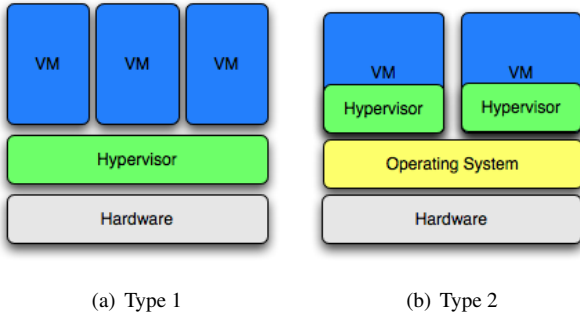 VM
VM
VM
Hypervisor
Hardware
(a) Type 1
VM
VM
Hypervisor
Hypervisor
Operating System
Hardware
(b) Type 2